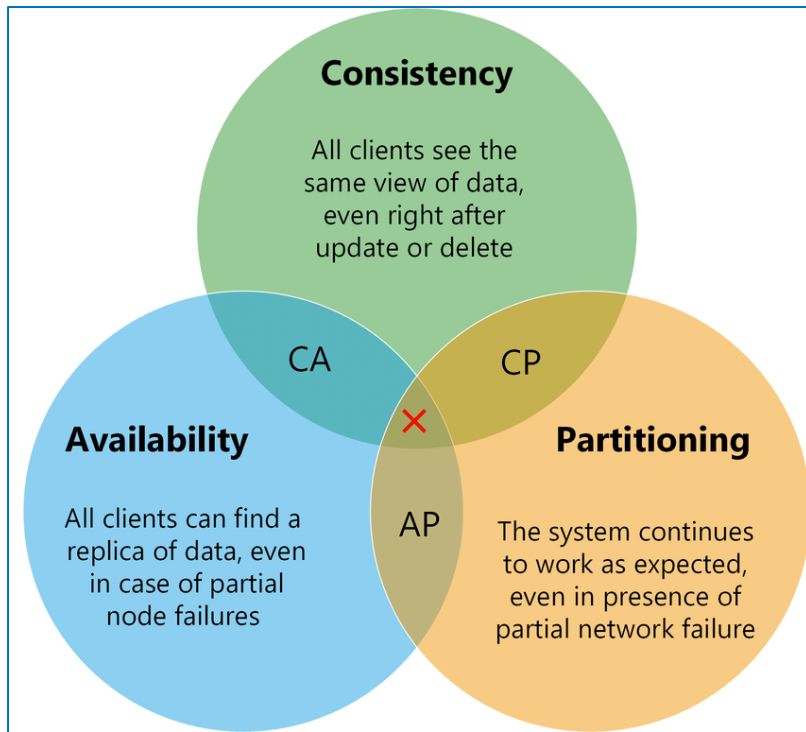 Consistency
All clients see the
same view of data,
even right after
update or delete
CA
CP
Availability
All clients can find a
replica of data, even
in case of partial
node failures
AP
Partitioning
The system continues
to work as expected,
even in presence of
partial network failure